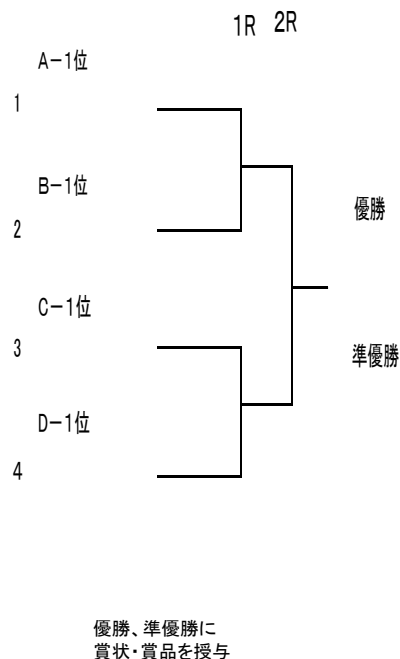 1R 2R
A－1位
1
B－1位
2
優勝
C－1位
3
準優勝
D－1位
4
優勝、準優勝に
賞状・賞品を授与